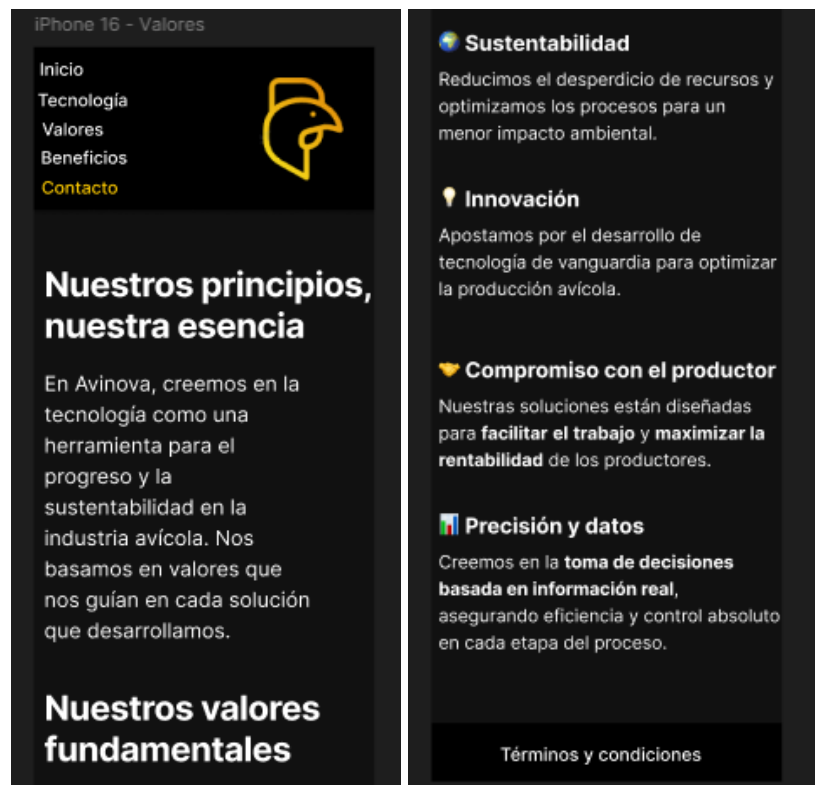 iPhone 16 - Valores
Inicio
Tecnología
Valores
Beneficios
Contacto
Nuestros principios,
nuestra esencia
En Avinova, creemos en la
tecnología como una
herramienta para el
progreso y la
sustentabilidad en la
industria avícola. Nos
basamos en valores que
nos guían en cada solución
que desarrollamos.
Nuestros valores
fundamentales
🌍 Sustentabilidad
Reducimos el desperdicio de recursos y
optimizamos los procesos para un
menor impacto ambiental.
💡 Innovación
Apostamos por el desarrollo de
tecnología de vanguardia para optimizar
la producción avícola.
🤝 Compromiso con el productor
Nuestras soluciones están diseñadas
para facilitar el trabajo y maximizar la
rentabilidad de los productores.
📊 Precisión y datos
Creemos en la toma de decisiones
basada en información real,
asegurando eficiencia y control absoluto
en cada etapa del proceso.
Términos y condiciones